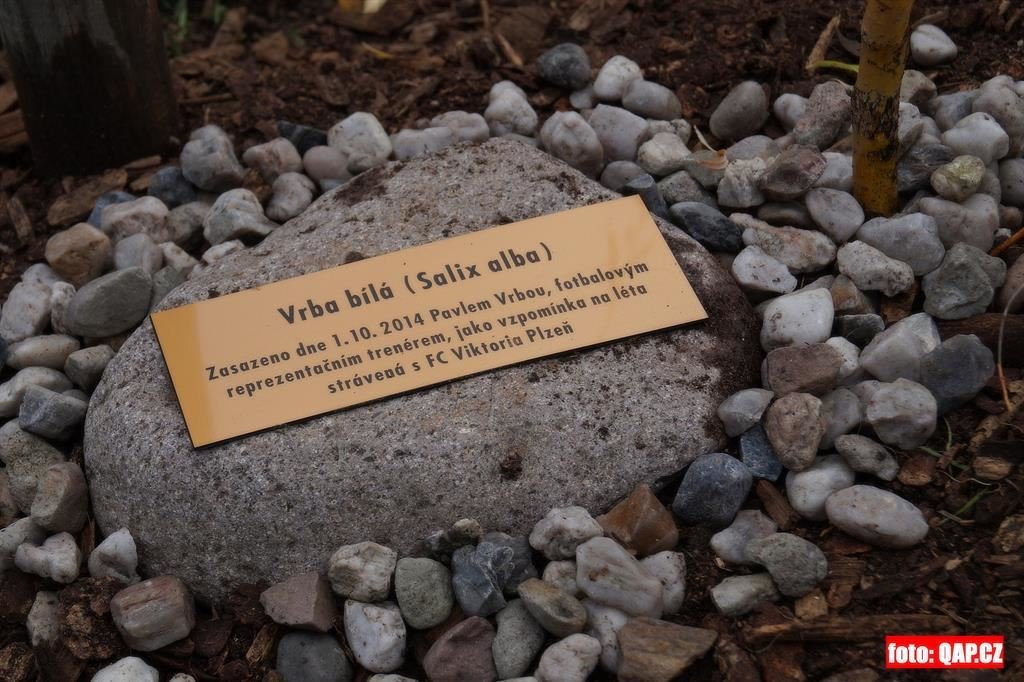 Vrba bílá (Salix alba)
Zasazeno dne 1.10. 2014 Pavlem Vrbou, fotbalovým
reprezentačním trenérem, jako vzpomínka na léta
strávená s FC Viktoria Plzeň
foto: QAP.CZ